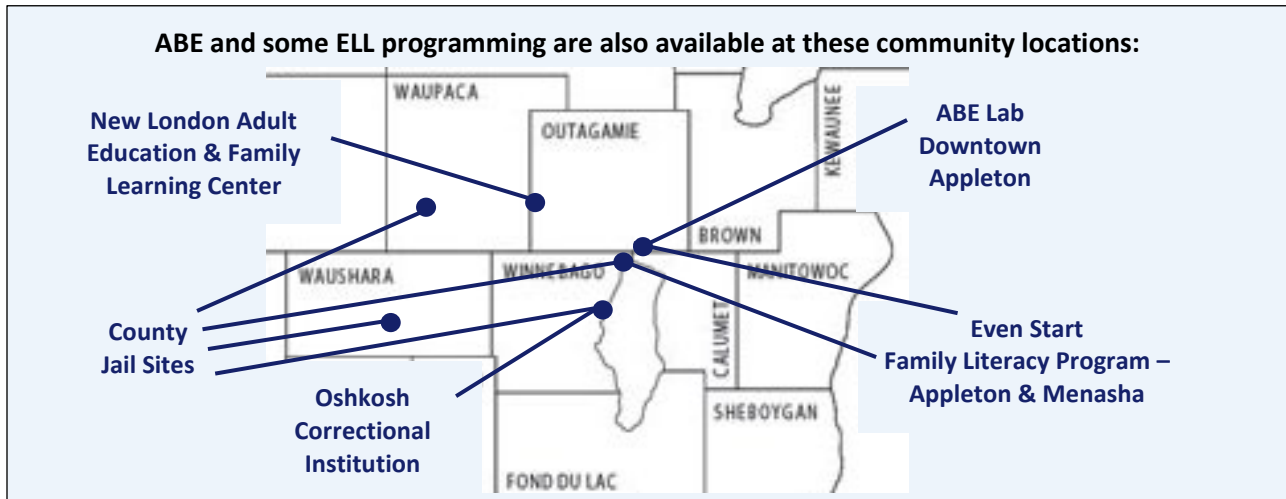 ABE and some ELL programming are also available at these community locations:
WAUPACA
KEWAUNEE
New London Adult
Education & Family
Learning Center
OUTAGAMIE
ABE Lab
Downtown
Appleton
BROWN
WAUSHARA
WINNEBAGO
MANITOWOC
CALUMET
County
Jail Sites
Even Start
Family Literacy Program –
Appleton & Menasha
Oshkosh
Correctional
Institution
SHEBOYGAN
FOND DU LAC